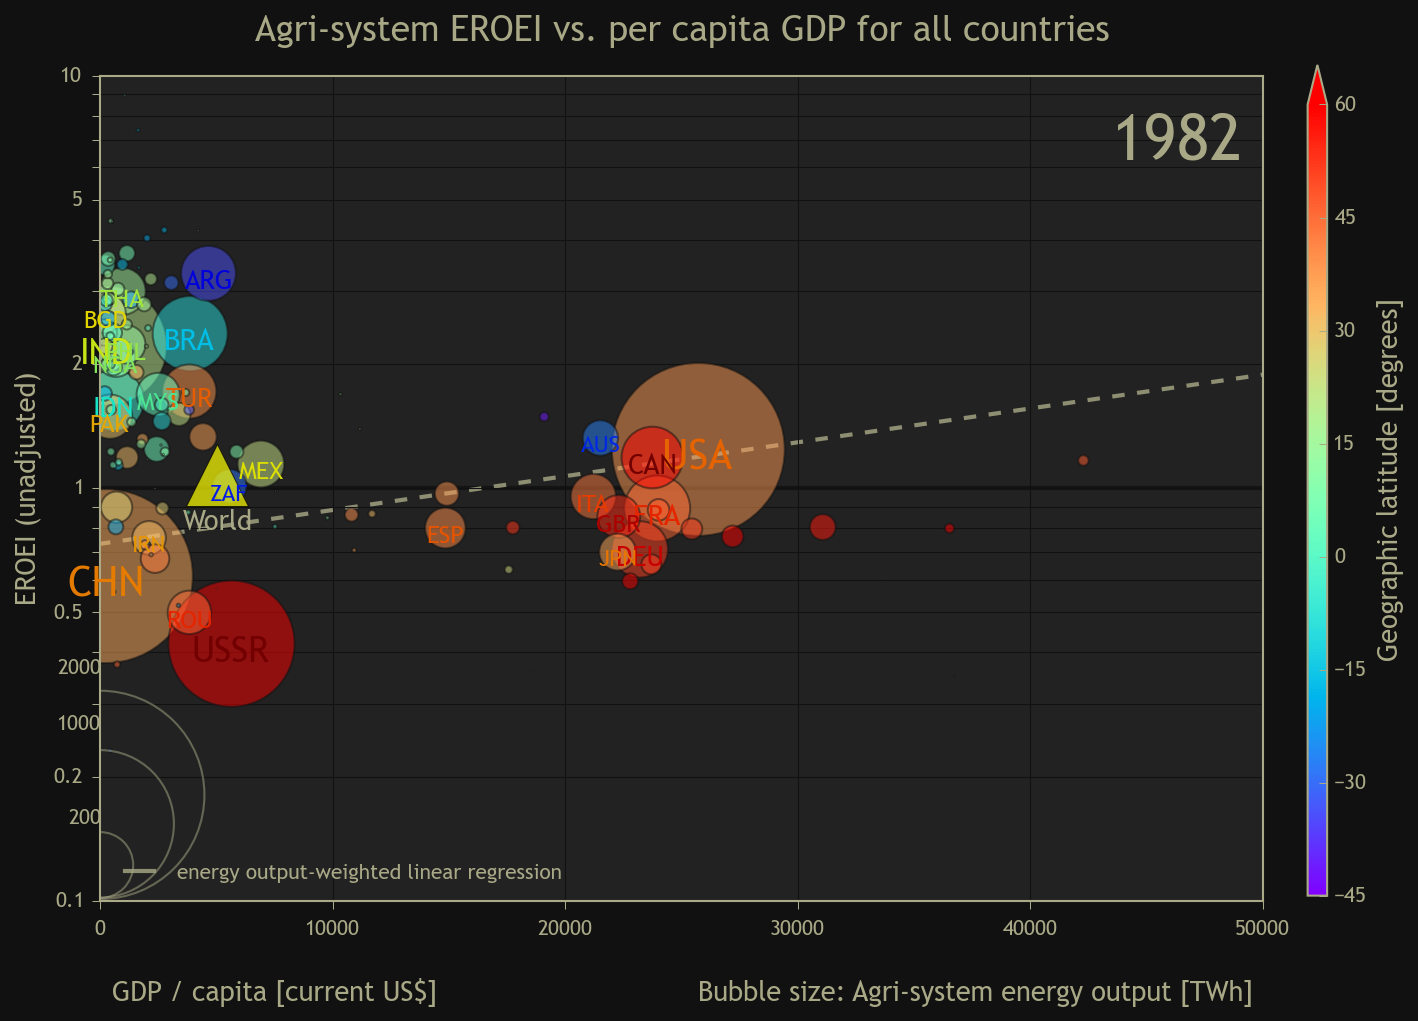 Agri-system EROEI vs. per capita GDP for all countries
1982
10
5
2
1
0.5
0.2
0.1
EROEI (unadjusted)
ARG
THA
BGD
BRA
IND
NGA
TUR
MYS
IDN
PAK
AUS
USA
CAN
MEX
ZAF
World
ITA
FRA
GBR
ESP
JPN
DEU
CHN
ROU
USSR
2000
1000
200
energy output-weighted linear regression
0
10000
20000
30000
40000
50000
GDP / capita [current US$]
Bubble size: Agri-system energy output [TWh]
60
45
30
15
0
−15
−30
−45
Geographic latitude [degrees]